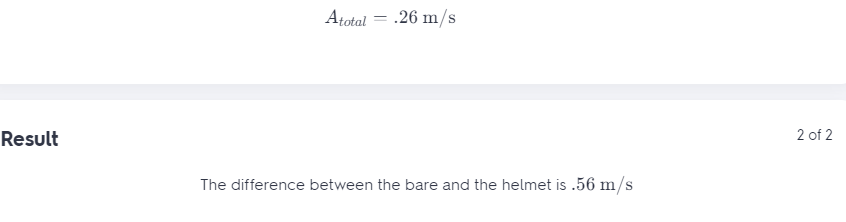 A_total = .26 m/s
Result
2 of 2
The difference between the bare and the helmet is .56 m/s